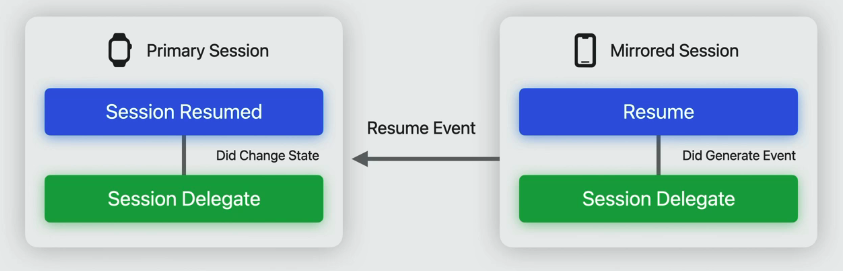 Primary Session
Session Resumed
Did Change State
Session Delegate
Resume Event
Mirrored Session
Resume
Did Generate Event
Session Delegate